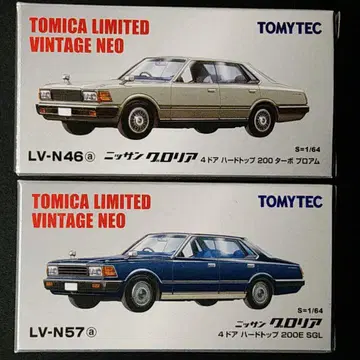 TOMICA LIMITED
VINTAGE NEO
TOMYTEC
S=1/64
LV-N46 ⓐ ニッサン グロリア
4ドア ハードトップ 200 ターボ ブロアム
TOMICA LIMITED
VINTAGE NEO
TOMYTEC
S=1/64
LV-N57 ⓐ ニッサン グロリア
4ドア ハードトップ 200E SGL